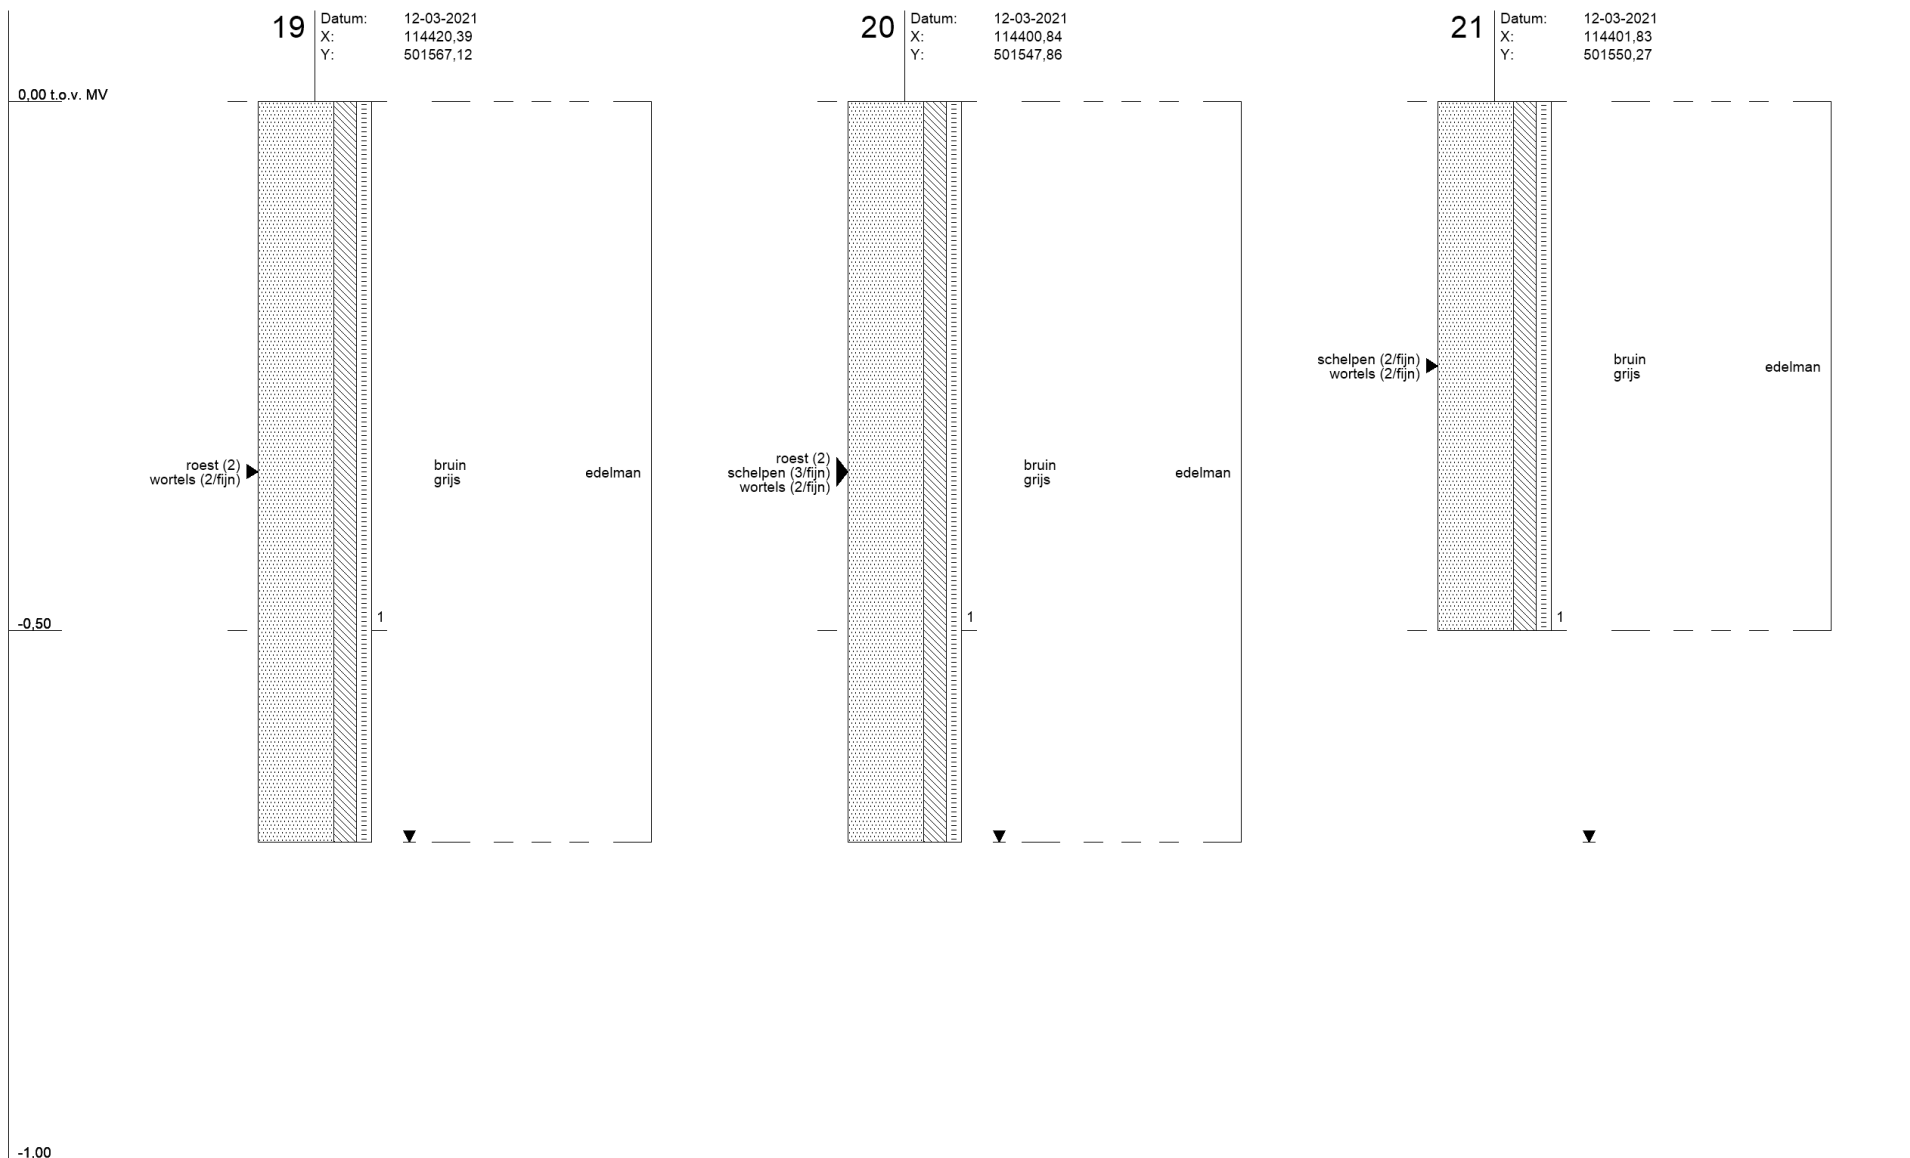 19
Datum: 12-03-2021
X: 114420,39
Y: 501567,12
20
Datum: 12-03-2021
X: 114400,84
Y: 501547,86
21
Datum: 12-03-2021
X: 114401,83
Y: 501550,27
0,00 t.o.v. MV
roest (2)
wortels (2/fijn)
bruin
grijs
edelman
1
roest (2)
schelpen (3/fijn)
wortels (2/fijn)
bruin
grijs
edelman
1
schelpen (2/fijn)
wortels (2/fijn)
bruin
grijs
edelman
1
-0,50
-1,00